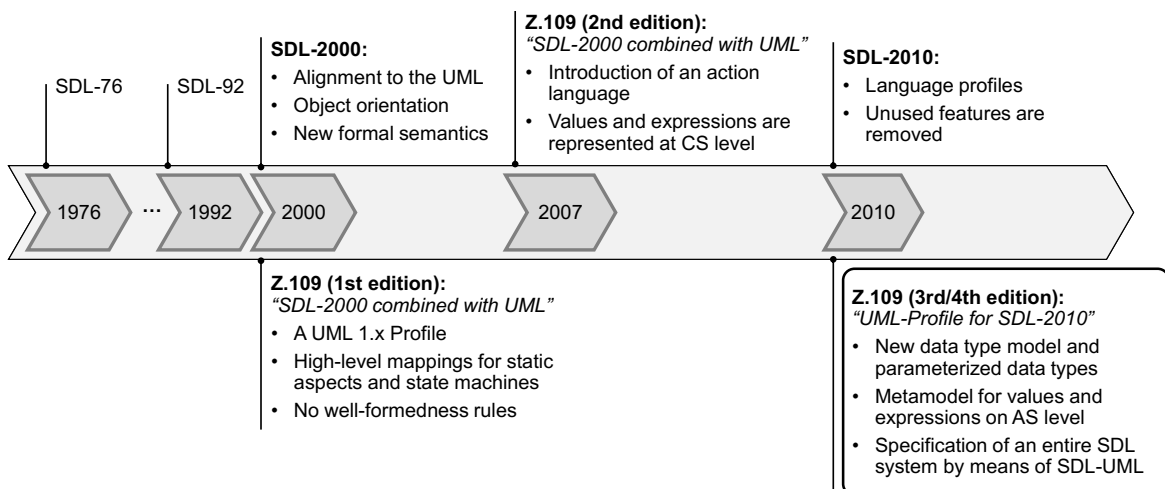 SDL-76
SDL-92
SDL-2000:
• Alignment to the UML
• Object orientation
• New formal semantics
Z.109 (2nd edition):
“SDL-2000 combined with UML”
• Introduction of an action
language
• Values and expressions are
represented at CS level
SDL-2010:
• Language profiles
• Unused features are
removed
1976
...
1992
2000
2007
2010
Z.109 (1st edition):
“SDL-2000 combined with UML”
• A UML 1.x Profile
• High-level mappings for static
aspects and state machines
• No well-formedness rules
Z.109 (3rd/4th edition):
“UML-Profile for SDL-2010”
• New data type model and
parameterized data types
• Metamodel for values and
expressions on AS level
• Specification of an entire SDL
system by means of SDL-UML